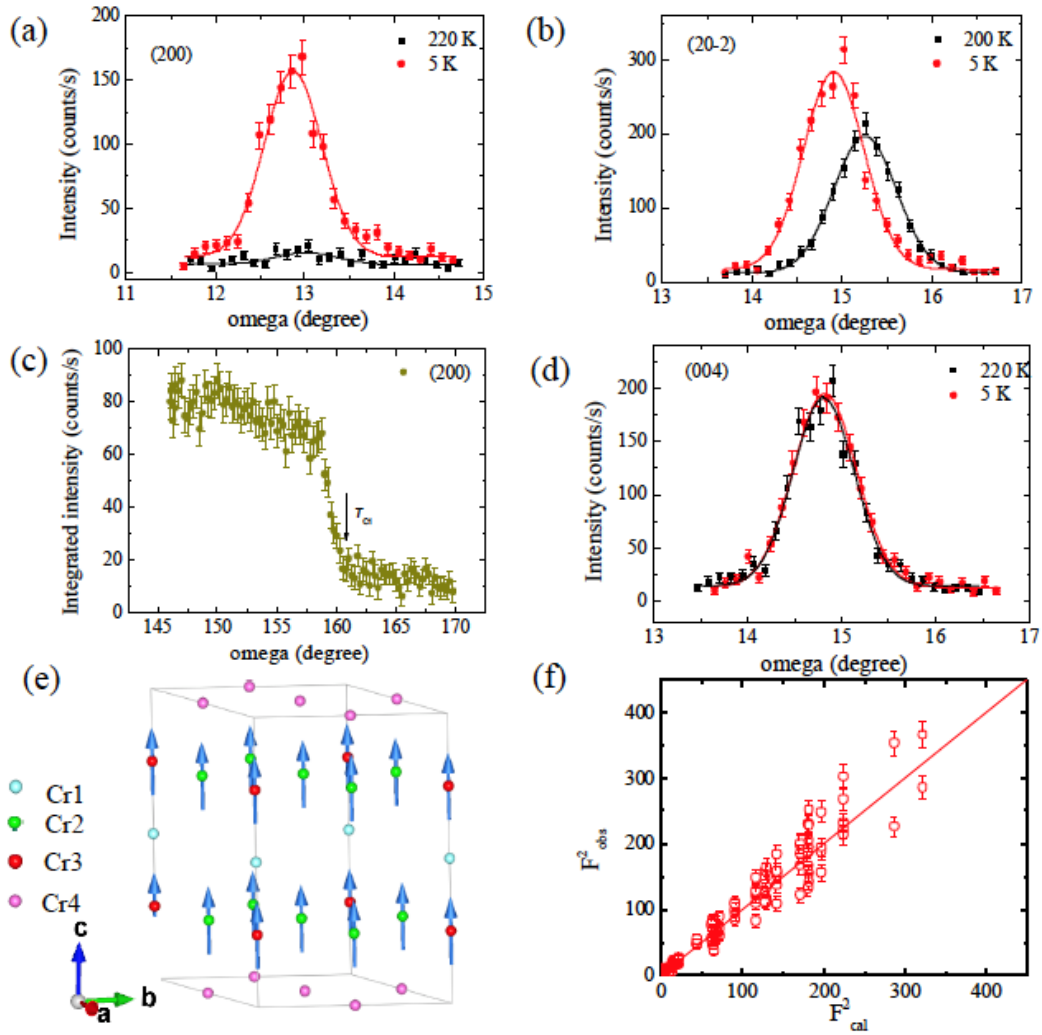 (a)
(200)
220 K
5 K
200
150
100
50
0
Intensity (counts/s)
11 12 13 14 15
omega (degree)
(b)
(20-2)
200 K
5 K
300
200
100
0
Intensity (counts/s)
13 14 15 16 17
omega (degree)
(c)
(200)
100
80
60
40
20
0
Integrated intensity (counts/s)
145 150 155 160 165 170
omega (degree)
(d)
(004)
220 K
5 K
200
150
100
50
0
Intensity (counts/s)
13 14 15 16 17
omega (degree)
(e)
Cr1
Cr2
Cr3
Cr4
c
b
a
(f)
400
300
200
100
0
F²obs
0 100 200 300 400
F²cal